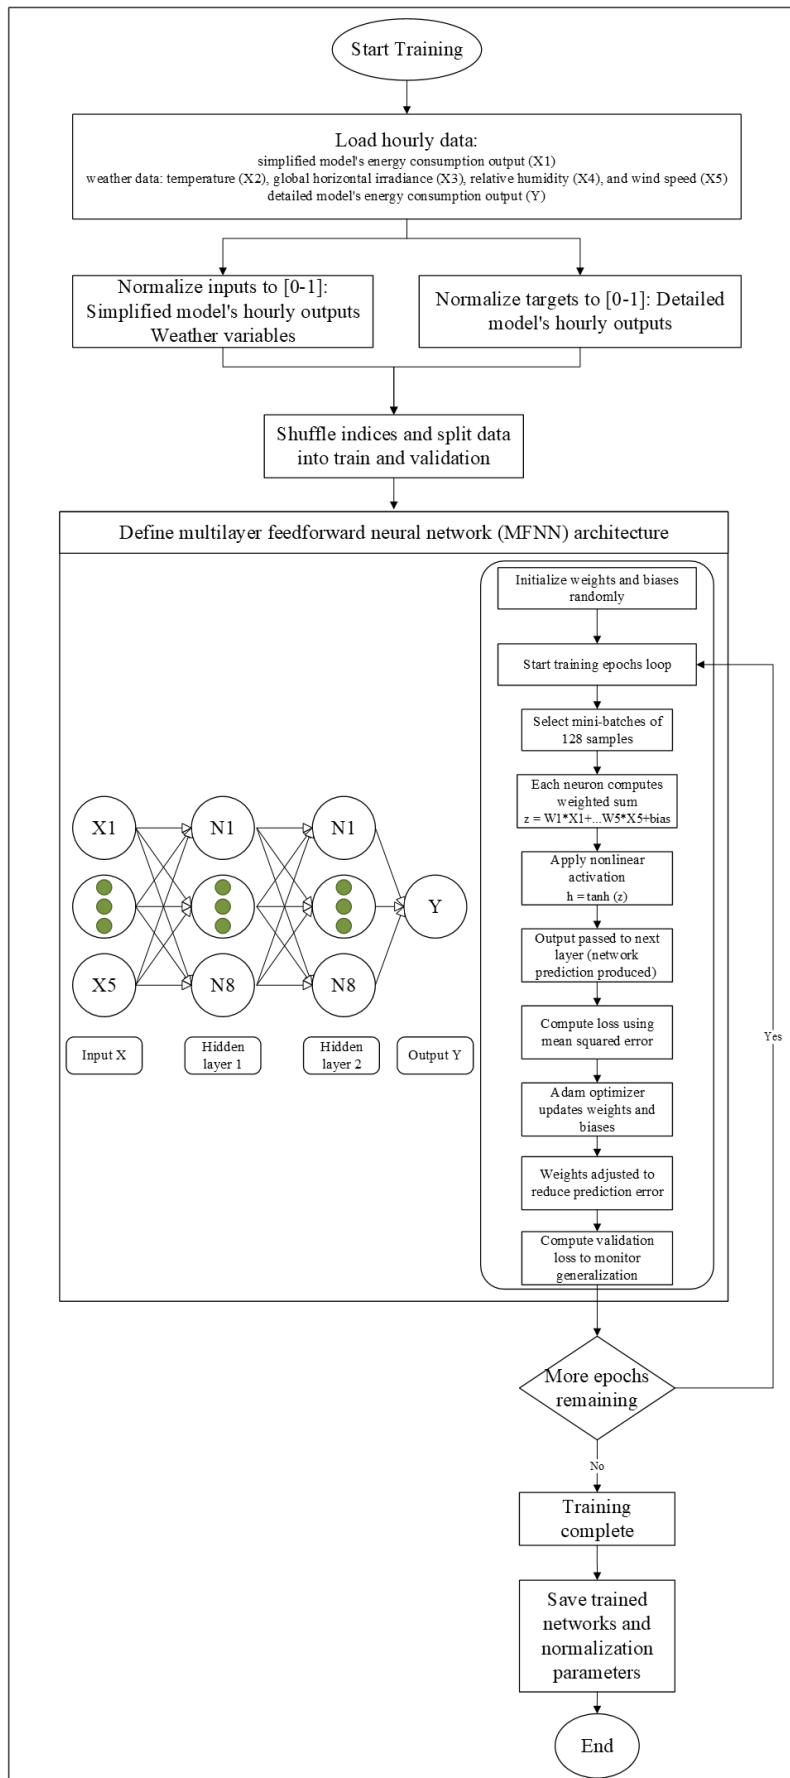 Start Training
Load hourly data:
simplified model's energy consumption output (X1)
weather data: temperature (X2), global horizontal irradiance (X3), relative humidity (X4), and wind speed (X5)
detailed model's energy consumption output (Y)
Normalize inputs to [0-1]:
Simplified model's hourly outputs
Weather variables
Normalize targets to [0-1]: Detailed
model's hourly outputs
Shuffle indices and split data
into train and validation
Define multilayer feedforward neural network (MFNN) architecture
X1
N1
N1
Y
X5
N8
N8
Input X
Hidden
layer 1
Hidden
layer 2
Output Y
Initialize weights and biases
randomly
Start training epochs loop
Select mini-batches of
128 samples
Each neuron computes
weighted sum
z = W1*X1+...W5*X5+bias
Apply nonlinear
activation
h = tanh (z)
Output passed to next
layer (network
prediction produced)
Compute loss using
mean squared error
Adam optimizer
updates weights and
biases
Weights adjusted to
reduce prediction error
Compute validation
loss to monitor
generalization
Yes
More epochs
remaining
No
Training
complete
Save trained
networks and
normalization
parameters
End